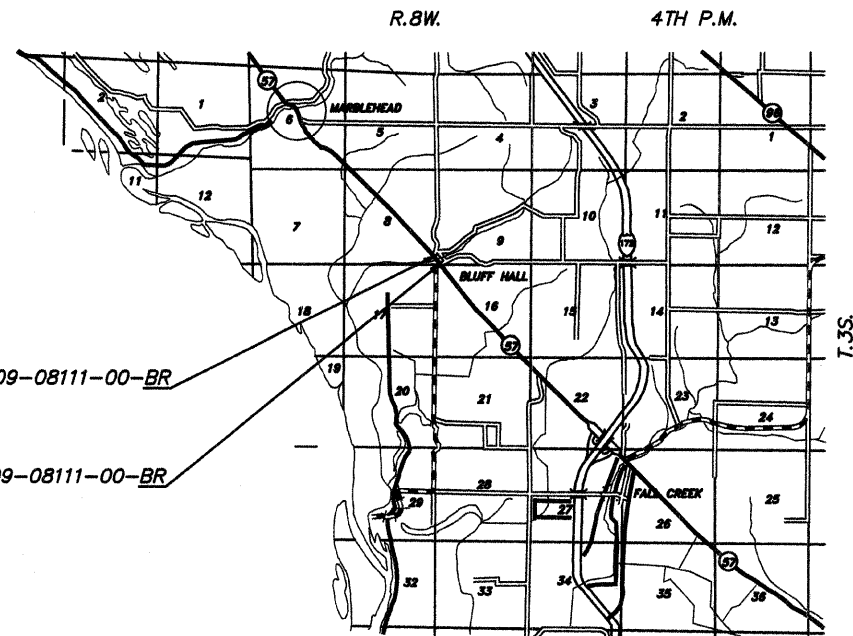 R.8W. 4TH P.M.
57
96
2 1 MARBLEHEAD 3 2
6 5 4 1
11 12 10 11
7 8 9 12
172
BLUFF HALL
18 17 16 15 14 13
57
T.3S.
09-08111-00-BR
19 20 21 22 23 24
09-08111-00-BR
28
29 27 FALL CREEK 25
26
57
32 33 34 35 36